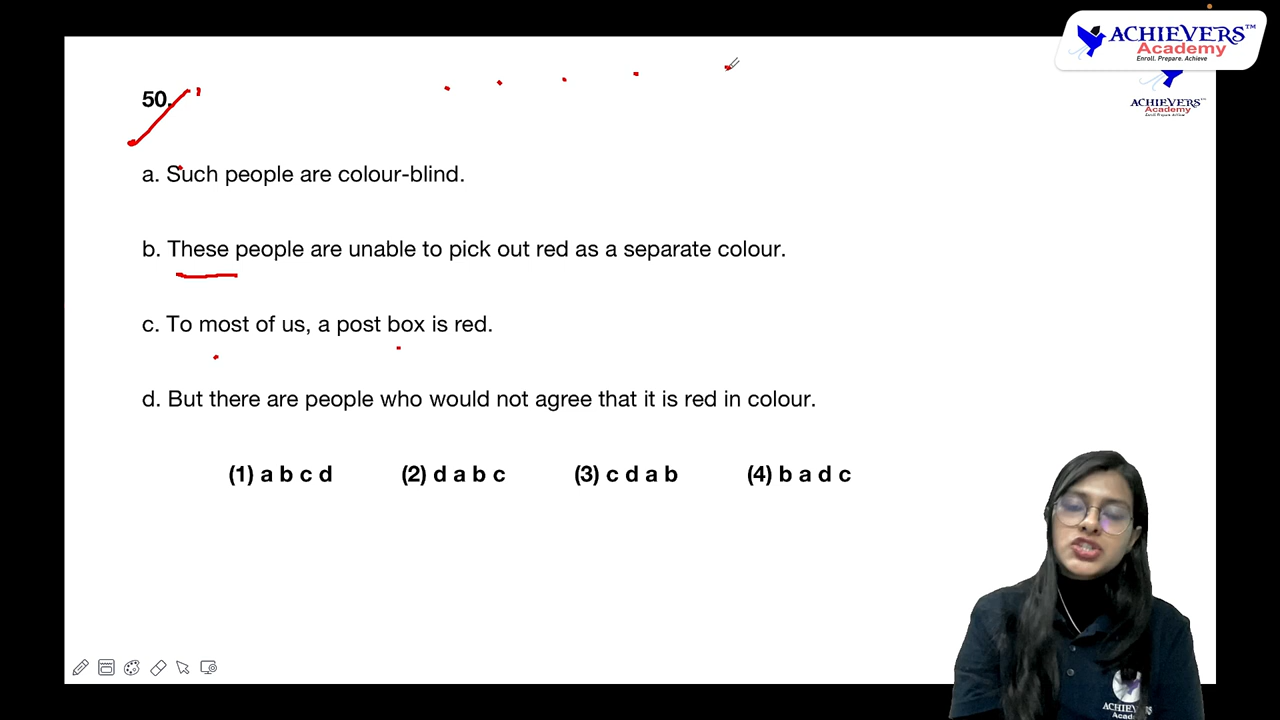 ACHIEVERS™
Academy
Enroll. Prepare. Achieve
ACHIEVERS
Academy
50.
a. Such people are colour-blind.
b. These people are unable to pick out red as a separate colour.
c. To most of us, a post box is red.
d. But there are people who would not agree that it is red in colour.
(1) a b c d (2) d a b c (3) c d a b (4) b a d c